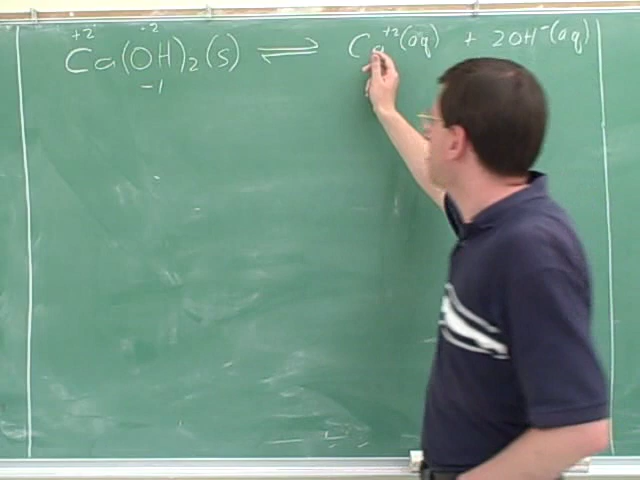 +2 -2
Ca(OH)₂(s) ⇌ Ca⁺²(aq) + 2OH⁻(aq)
-1